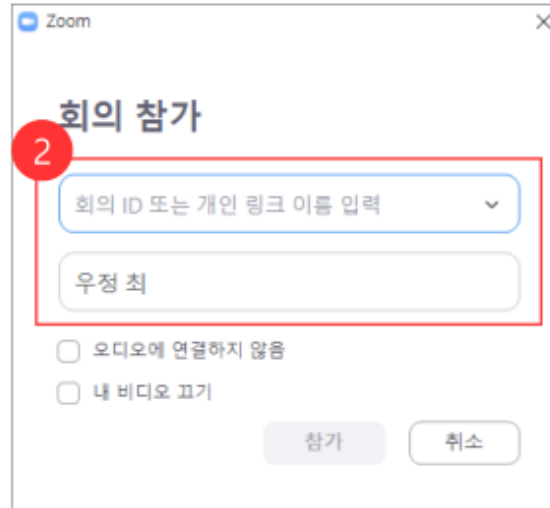 Zoom
회의 참가
2
회의 ID 또는 개인 링크 이름 입력
우정 최
오디오에 연결하지 않음
내 비디오 끄기
참가 취소